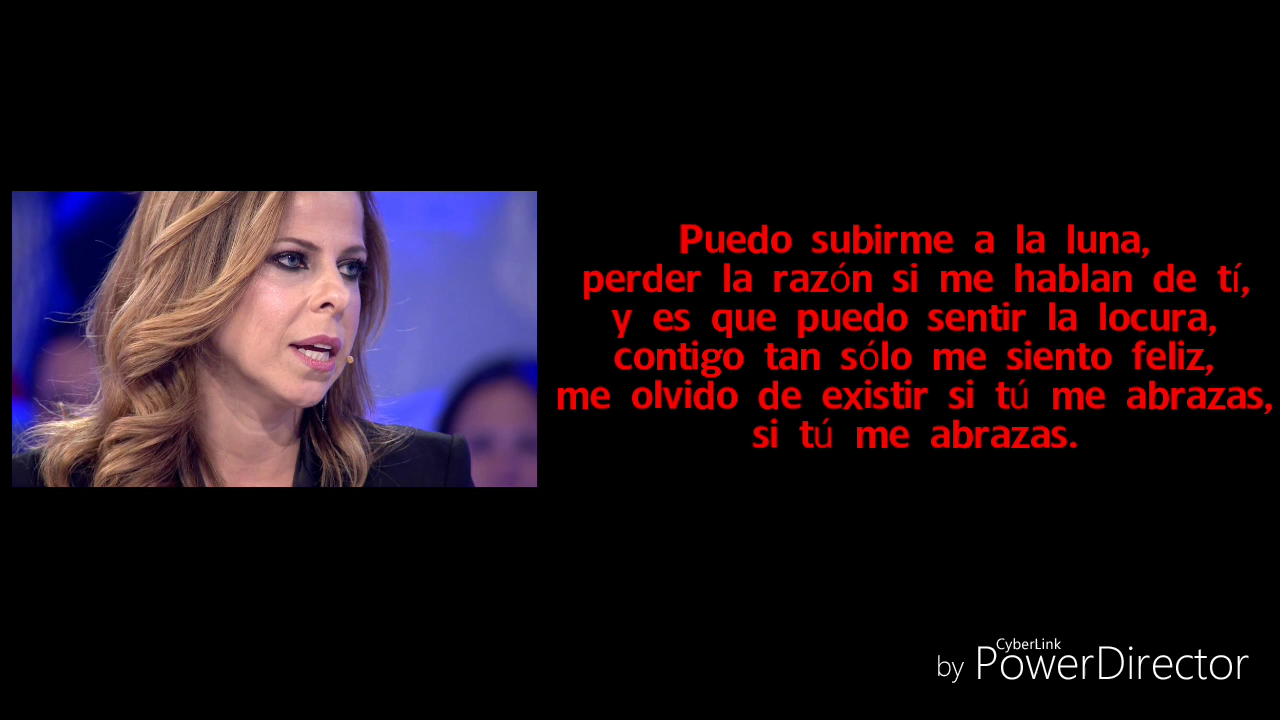 Puedo subirme a la luna,
perder la razón si me hablan de tí,
y es que puedo sentir la locura,
contigo tan sólo me siento feliz,
me olvido de existir si tú me abrazas,
si tú me abrazas.
CyberLink
by PowerDirector